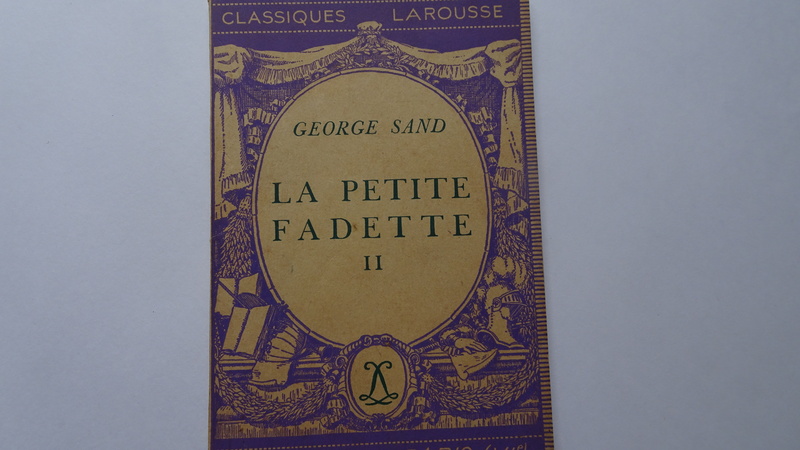 CLASSIQUES LAROUSSE
GEORGE SAND
LA PETITE
FADETTE
II